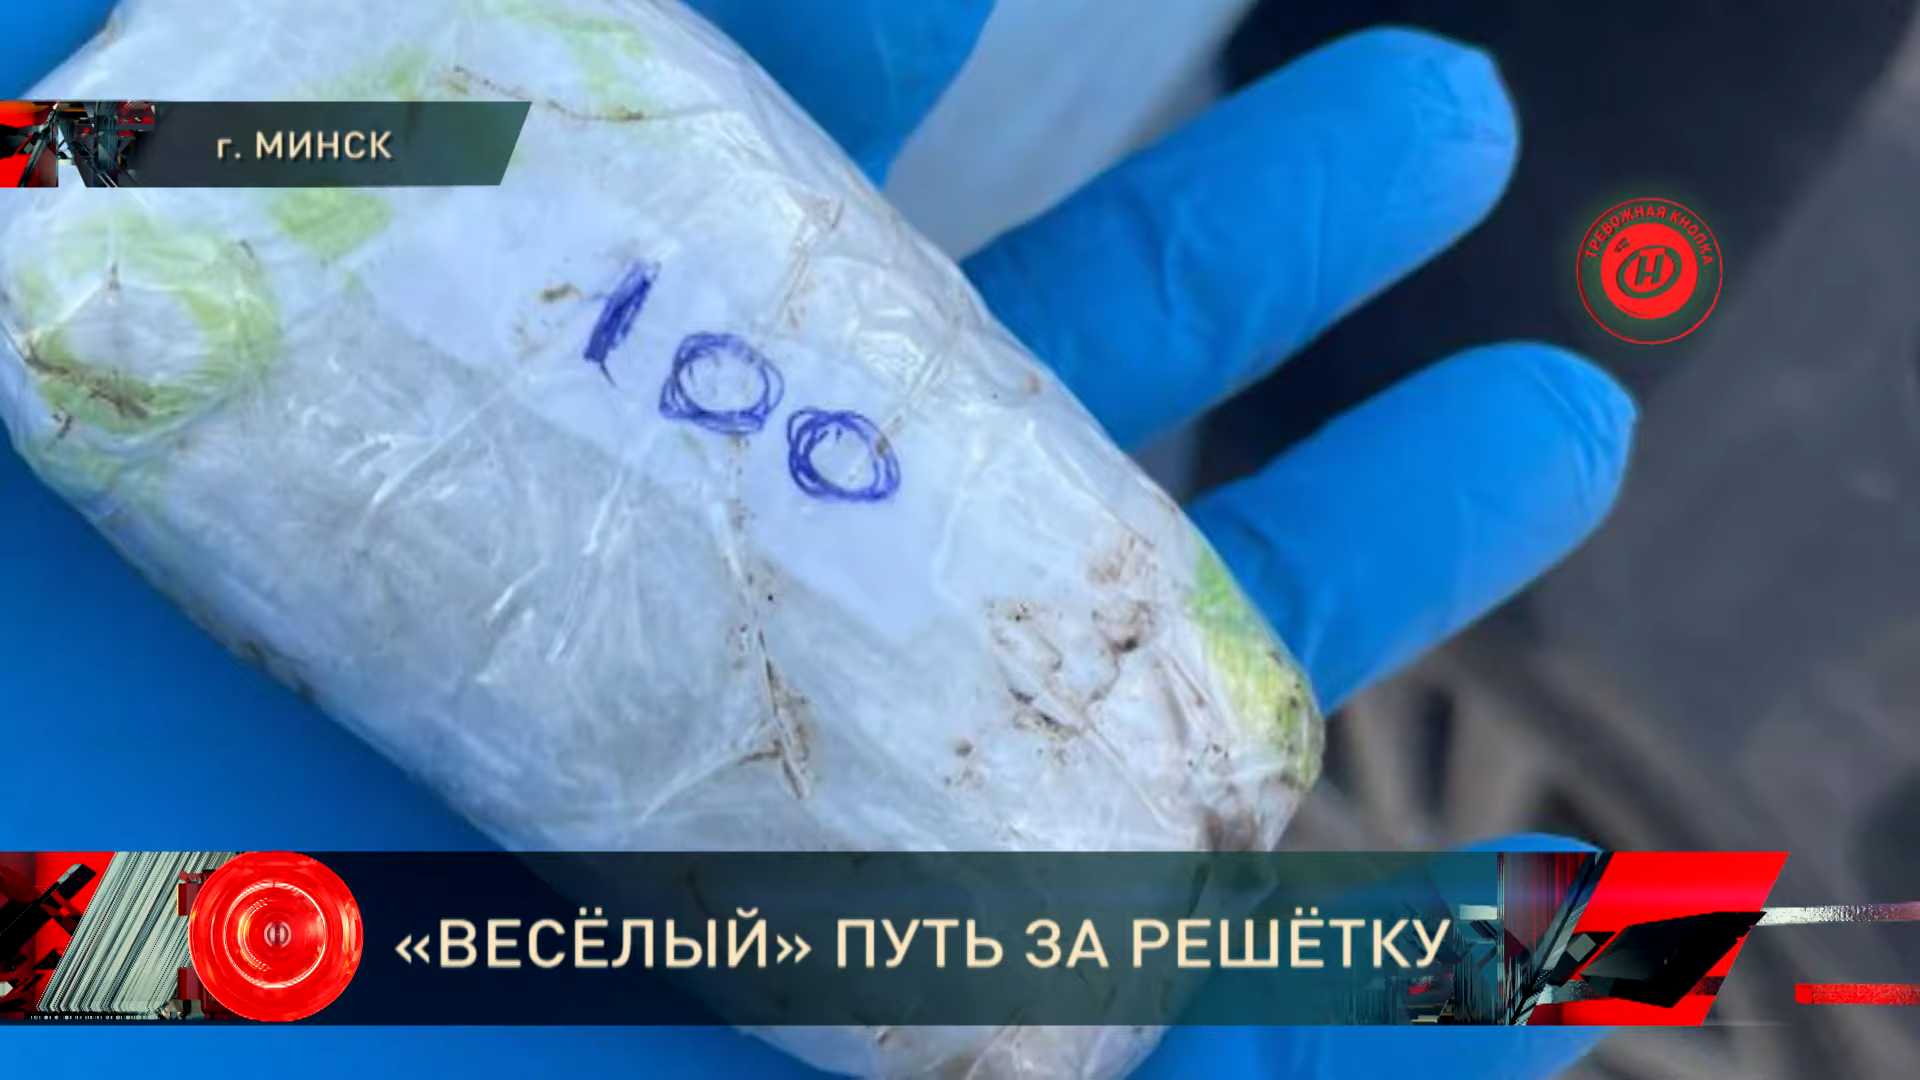 г. МИНСК
ТРЕВОЖНАЯ КНОПКА
Н
100
«ВЕСЁЛЫЙ» ПУТЬ ЗА РЕШЁТКУ